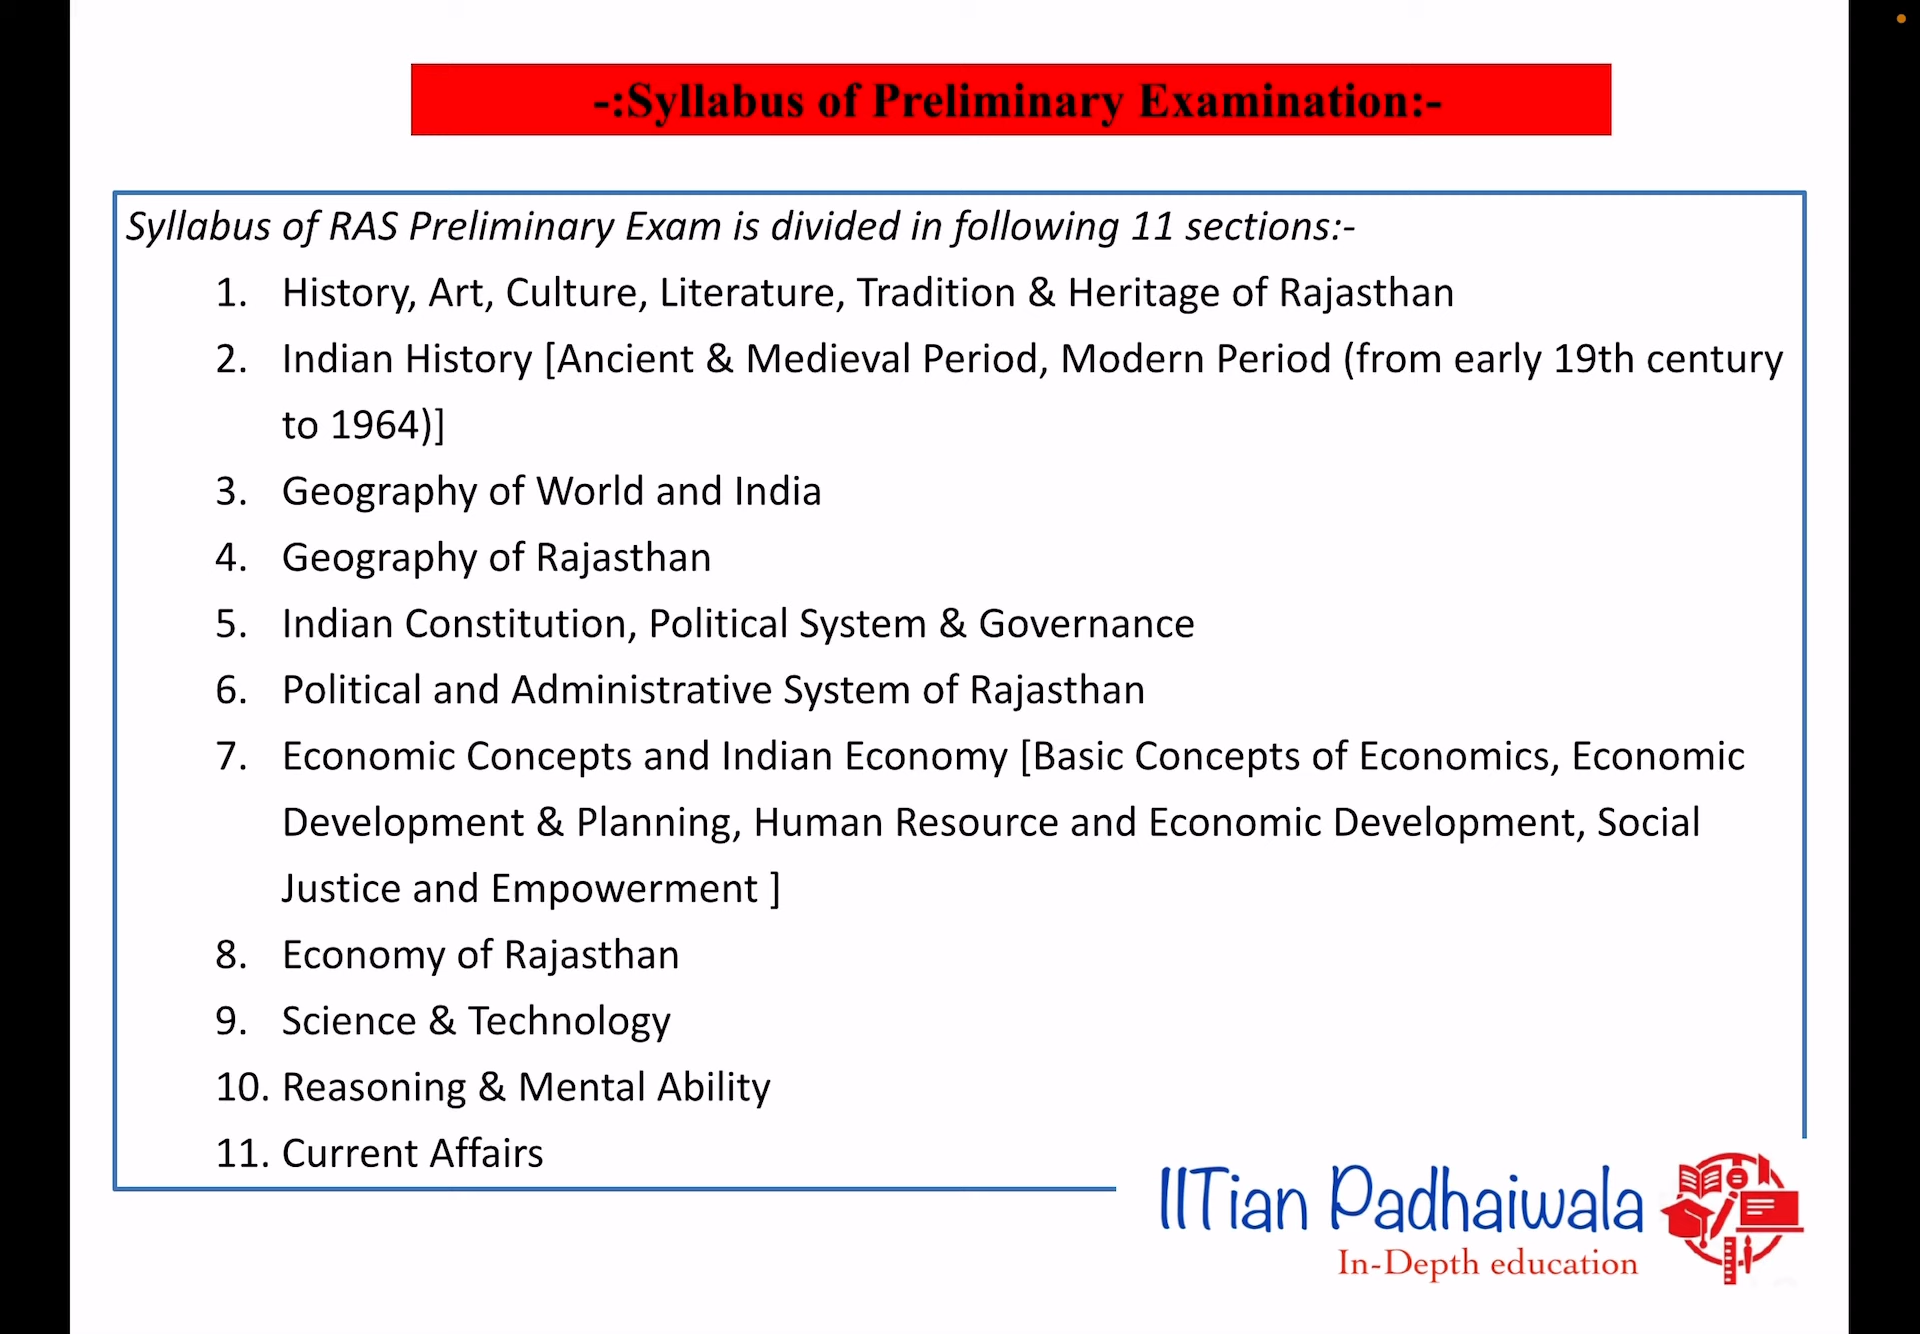 -:Syllabus of Preliminary Examination:-
Syllabus of RAS Preliminary Exam is divided in following 11 sections:-
1. History, Art, Culture, Literature, Tradition & Heritage of Rajasthan
2. Indian History [Ancient & Medieval Period, Modern Period (from early 19th century
to 1964)]
3. Geography of World and India
4. Geography of Rajasthan
5. Indian Constitution, Political System & Governance
6. Political and Administrative System of Rajasthan
7. Economic Concepts and Indian Economy [Basic Concepts of Economics, Economic
Development & Planning, Human Resource and Economic Development, Social
Justice and Empowerment ]
8. Economy of Rajasthan
9. Science & Technology
10. Reasoning & Mental Ability
11. Current Affairs
IITian Padhaiwala
In-Depth education